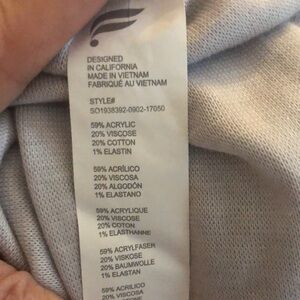 DESIGNED
IN CALIFORNIA
MADE IN VIETNAM
FABRIQUÉ AU VIETNAM
STYLE#
SO1938392-0902-17050
59% ACRYLIC
20% VISCOSE
20% COTTON
1% ELASTIN
59% ACRÍLICO
20% VISCOSA
20% ALGODÓN
1% ELASTANO
59% ACRYLIQUE
20% VISCOSE
20% COTON
1% ELASTHANNE
59% ACRYLFASER
20% VISKOSE
20% BAUMWOLLE
1% ELASTAN
59% ACRILICO
20% VISCOSA